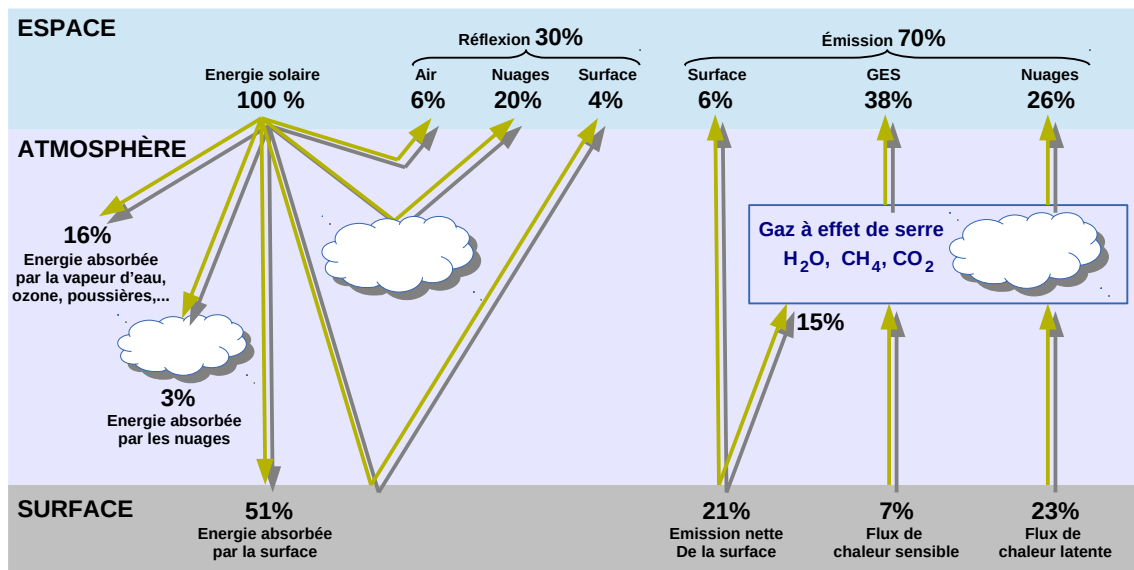 ESPACE
Réflexion 30%
Émission 70%
Energie solaire
100 %
Air
6%
Nuages
20%
Surface
4%
Surface
6%
GES
38%
Nuages
26%
ATMOSPHÈRE
16%
Energie absorbée
par la vapeur d'eau,
ozone, poussières,...
3%
Energie absorbée
par les nuages
Gaz à effet de serre
H2O, CH4, CO2
15%
SURFACE
51%
Energie absorbée
par la surface
21%
Emission nette
De la surface
7%
Flux de
chaleur sensible
23%
Flux de
chaleur latente